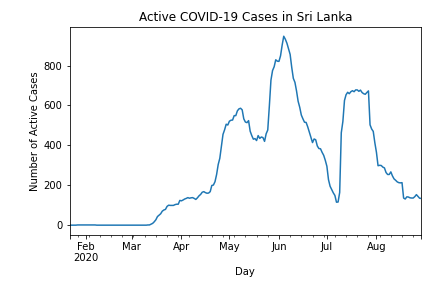 Active COVID-19 Cases in Sri Lanka
Number of Active Cases
800
600
400
200
0
Feb Mar Apr May Jun Jul Aug
2020
Day